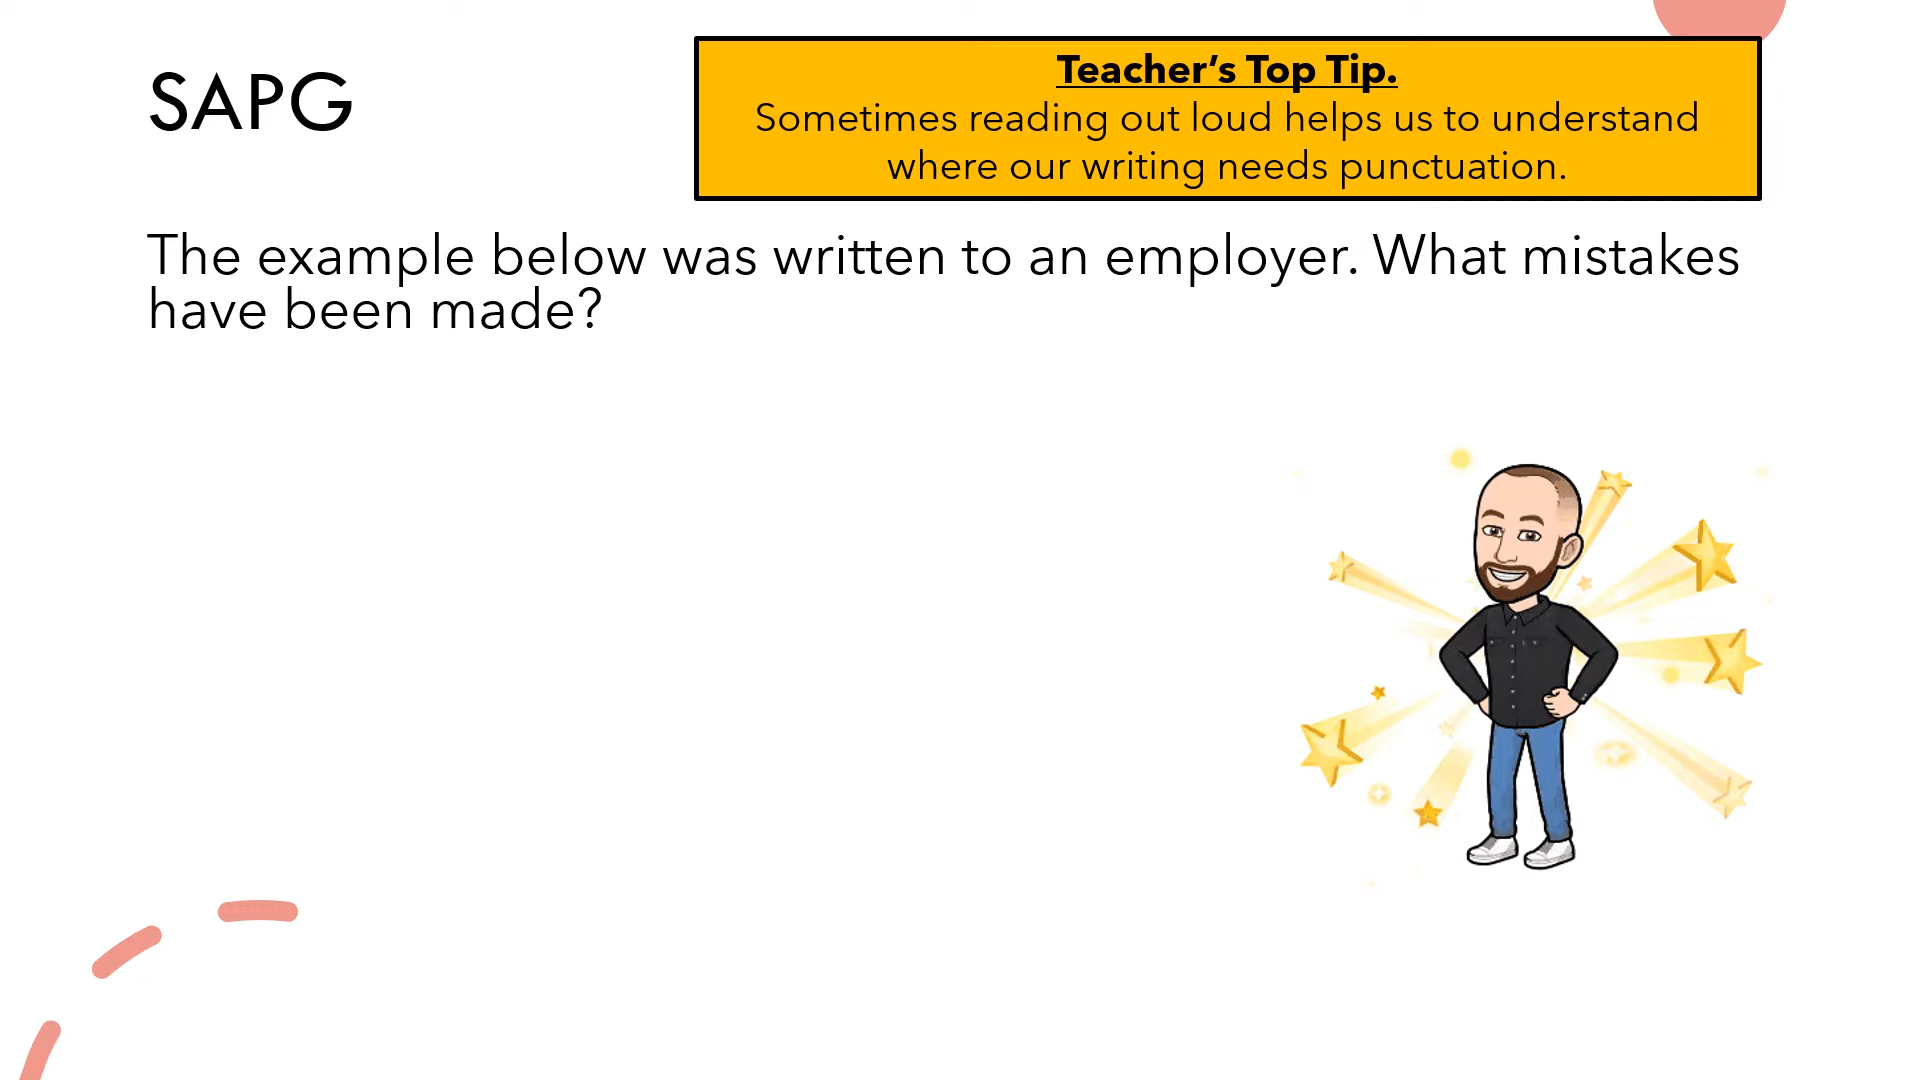 SAPG
Teacher’s Top Tip.
Sometimes reading out loud helps us to understand
where our writing needs punctuation.
The example below was written to an employer. What mistakes
have been made?